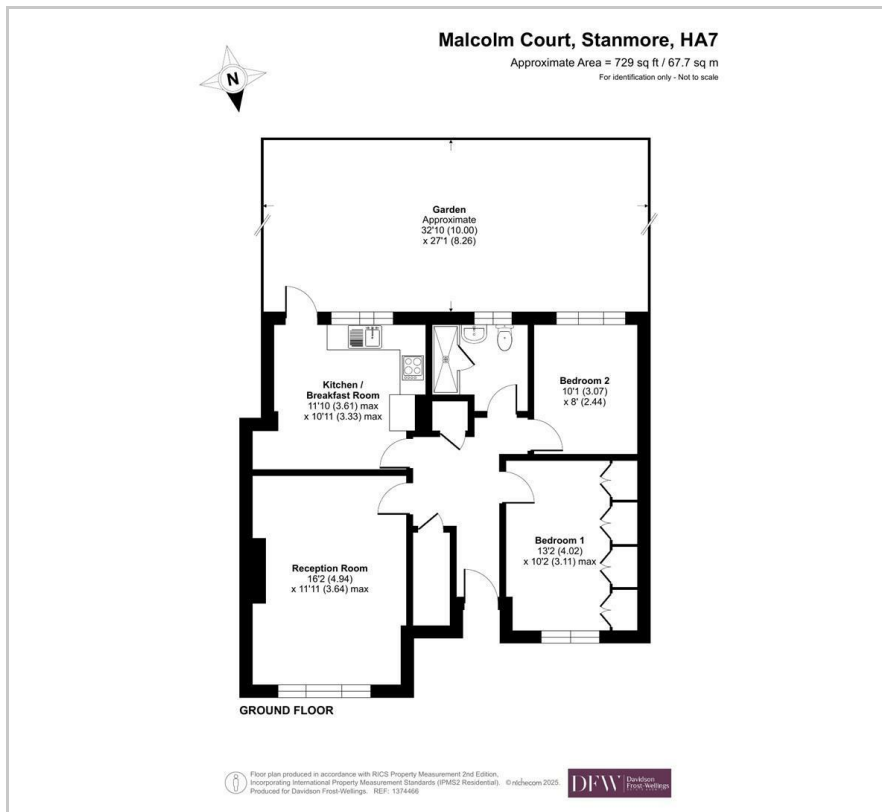 Malcolm Court, Stanmore, HA7
Approximate Area = 729 sq ft / 67.7 sq m
For identification only - Not to scale
N
Garden
Approximate
32'10 (10.00)
x 27'1 (8.26)
Kitchen /
Breakfast Room
11'10 (3.61) max
x 10'11 (3.33) max
Bedroom 2
10'1 (3.07)
x 8' (2.44)
Bedroom 1
13'2 (4.02)
x 10'2 (3.11) max
Reception Room
16'2 (4.94)
x 11'11 (3.64) max
GROUND FLOOR
Floor plan produced in accordance with RICS Property Measurement 2nd Edition,
Incorporating International Property Measurement Standards (IPMS2 Residential). © nichecom 2025.
Produced for Davidson Frost-Wellings. REF: 1374466
DFW
Davidson
Frost-Wellings